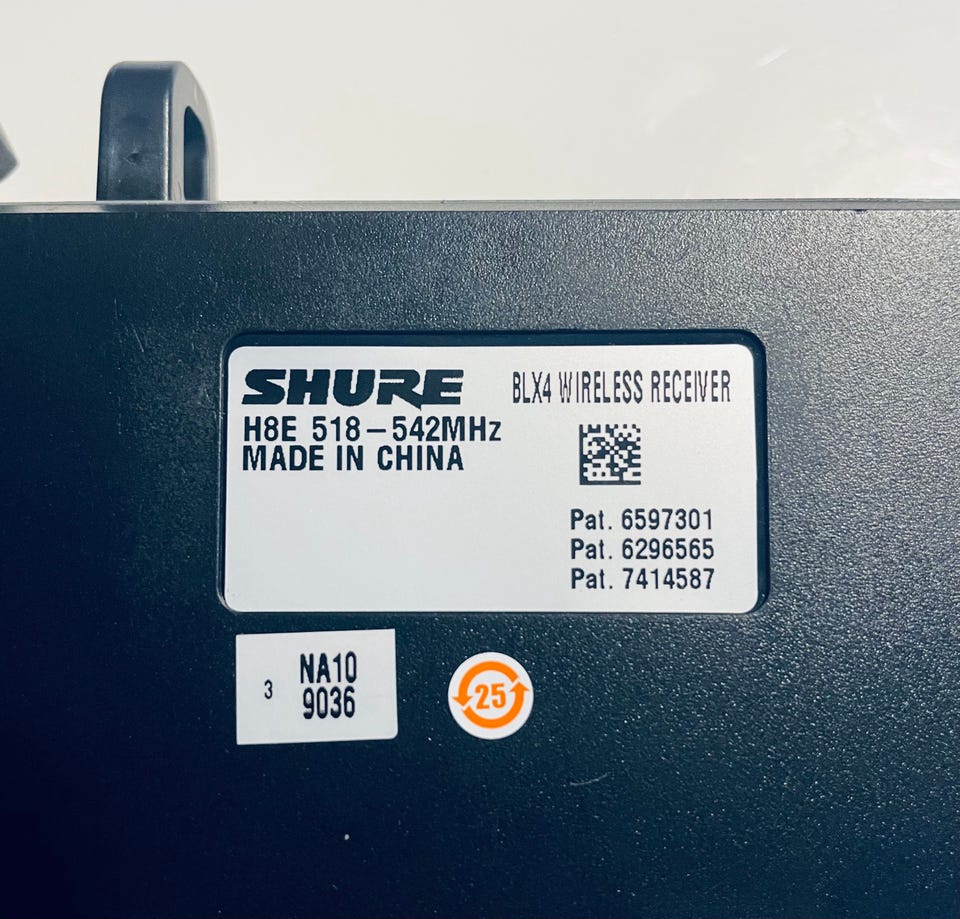 SHURE
BLX4 WIRELESS RECEIVER
H8E 518–542MHz
MADE IN CHINA
Pat. 6597301
Pat. 6296565
Pat. 7414587
3
NA10
9036
25